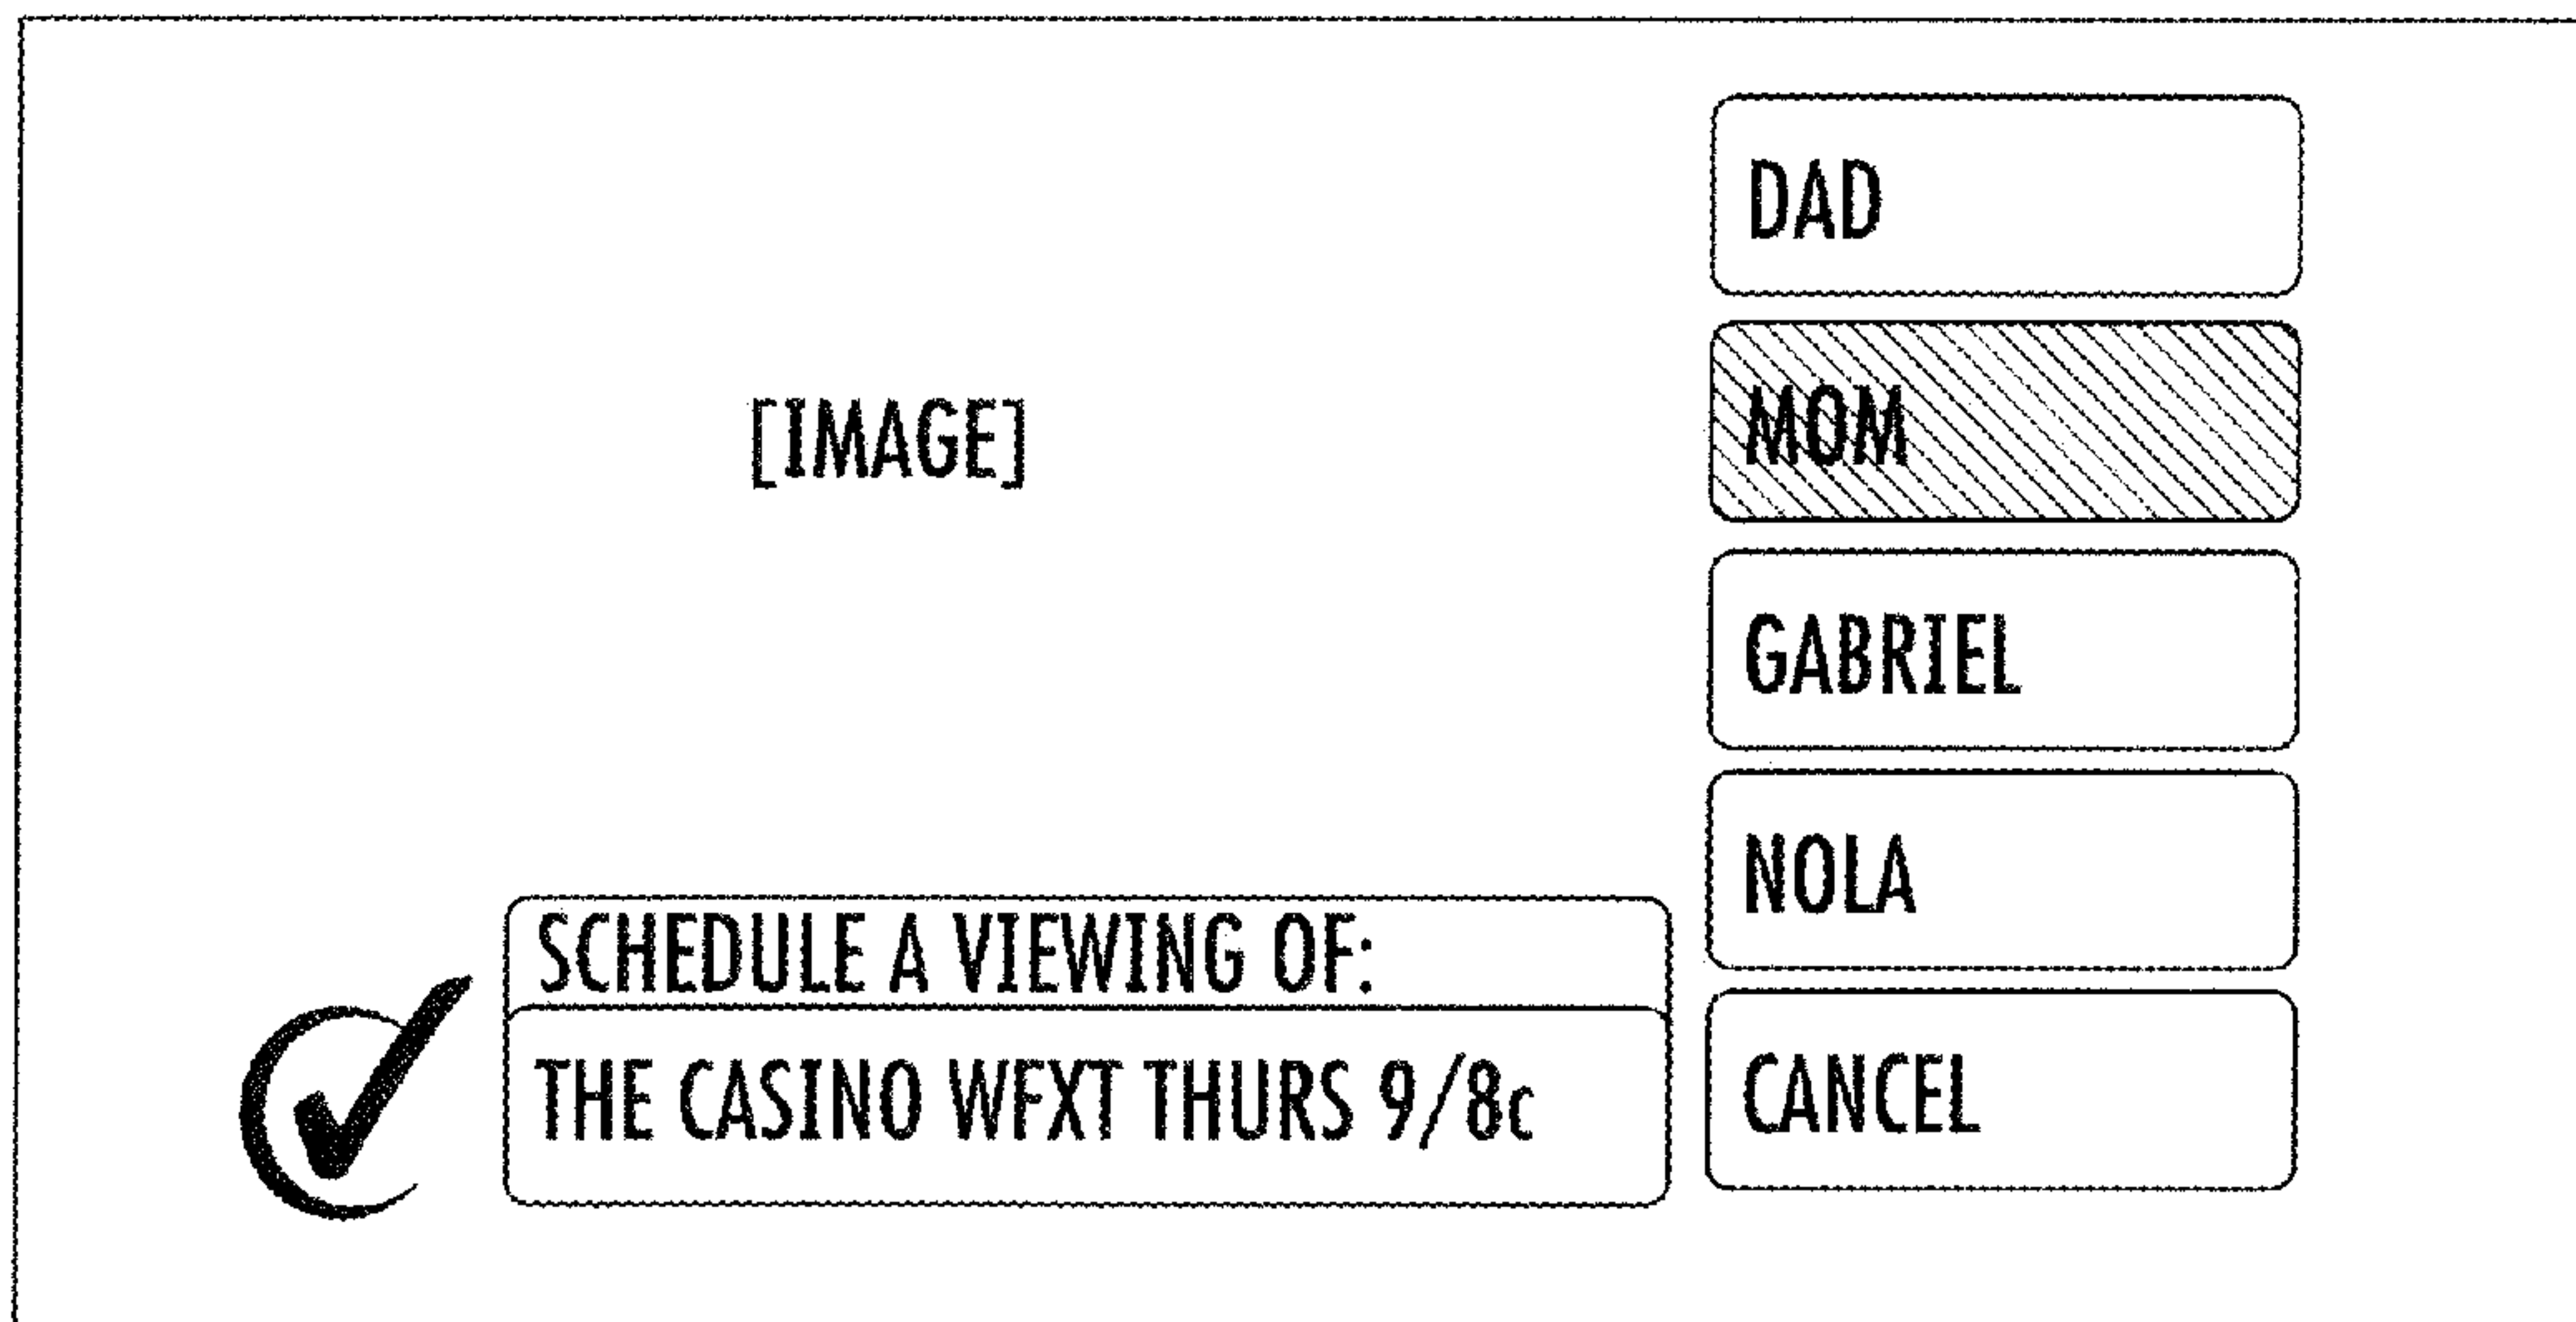 [IMAGE]
SCHEDULE A VIEWING OF:
THE CASINO WFXT THURS 9/8c
DAD
MOM
GABRIEL
NOLA
CANCEL